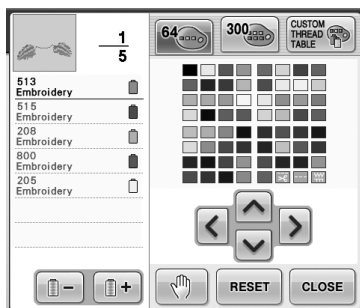 1
5
64
300
CUSTOM
THREAD
TABLE
513
Embroidery
515
Embroidery
208
Embroidery
800
Embroidery
205
Embroidery
RESET
CLOSE